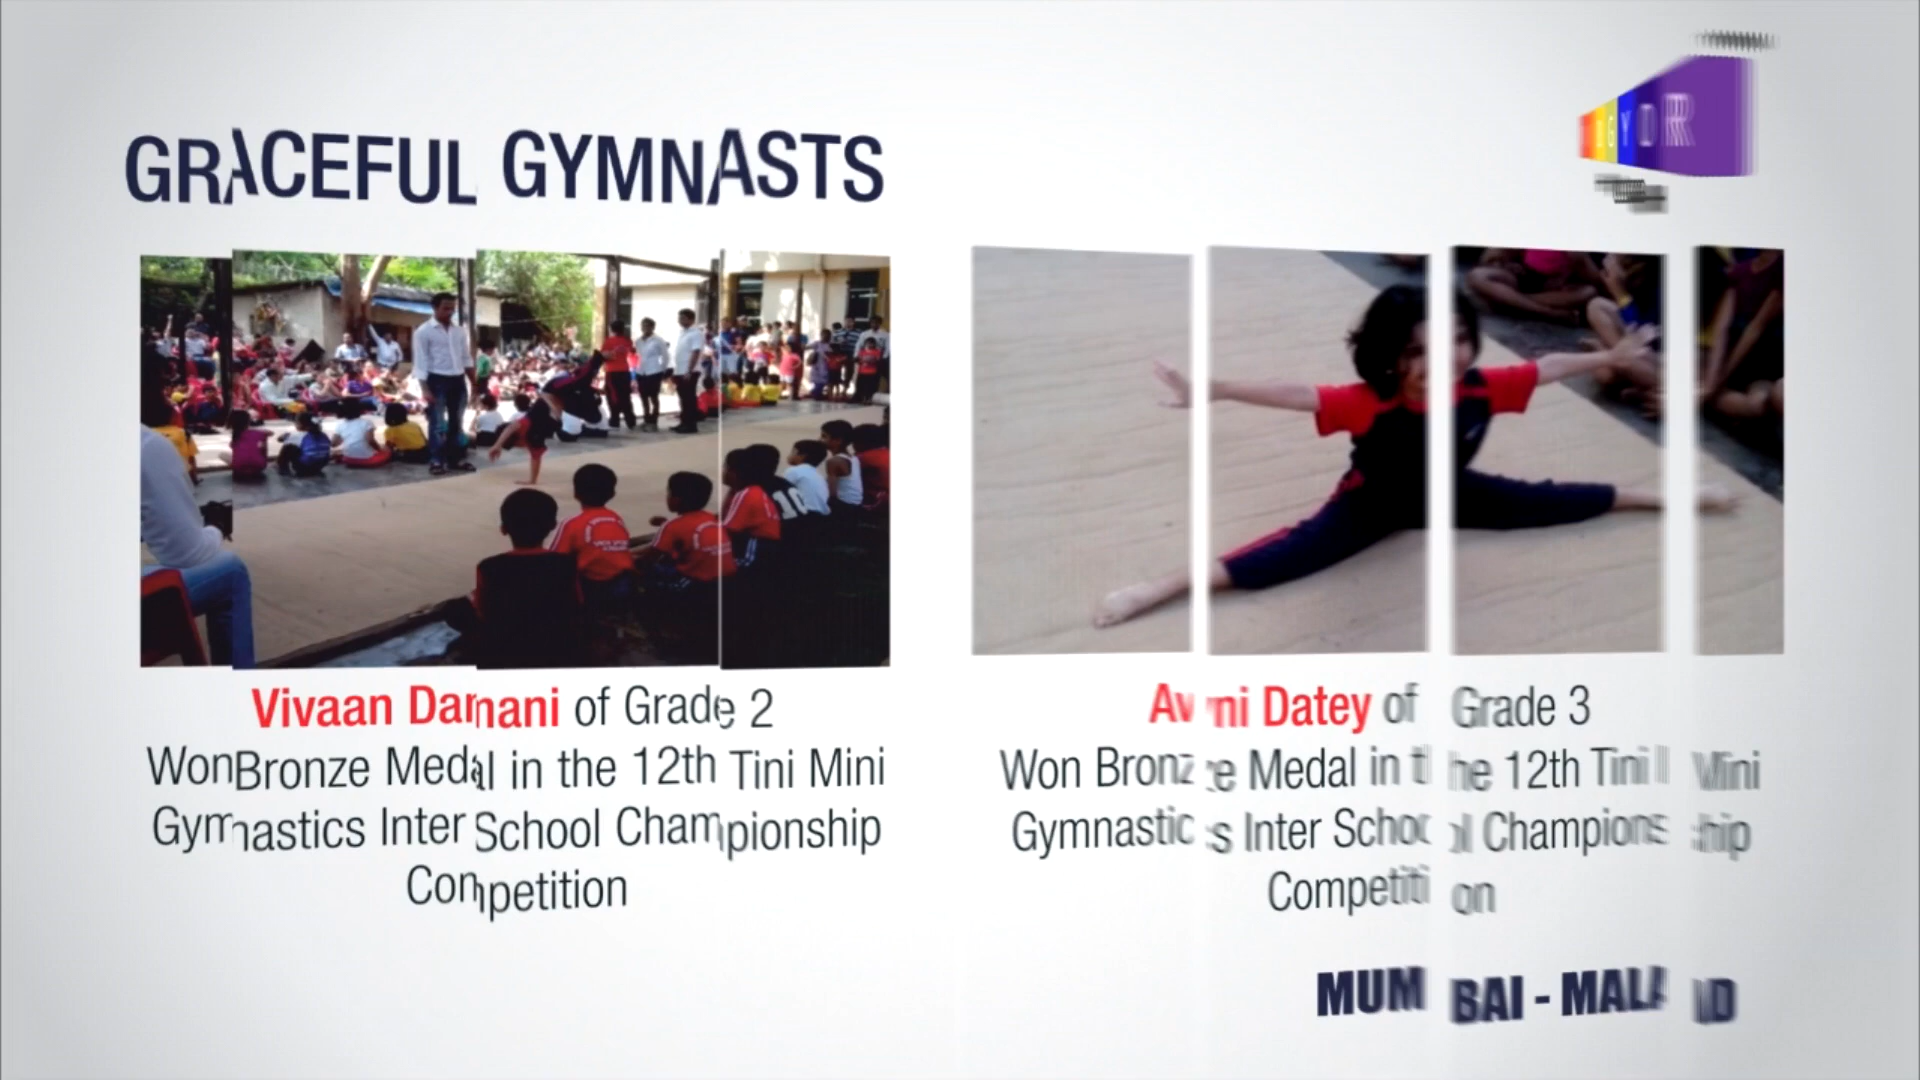 GRACEFUL GYMNASTS
Vivaan Damani of Grade 2
Won Bronze Medal in the 12th Tini Mini
Gymnastics Inter School Championship
Competition
Avni Datey of Grade 3
Won Bronze Medal in the 12th Tini Mini
Gymnastics Inter School Championship
Competition
MUMBAI - MALAD